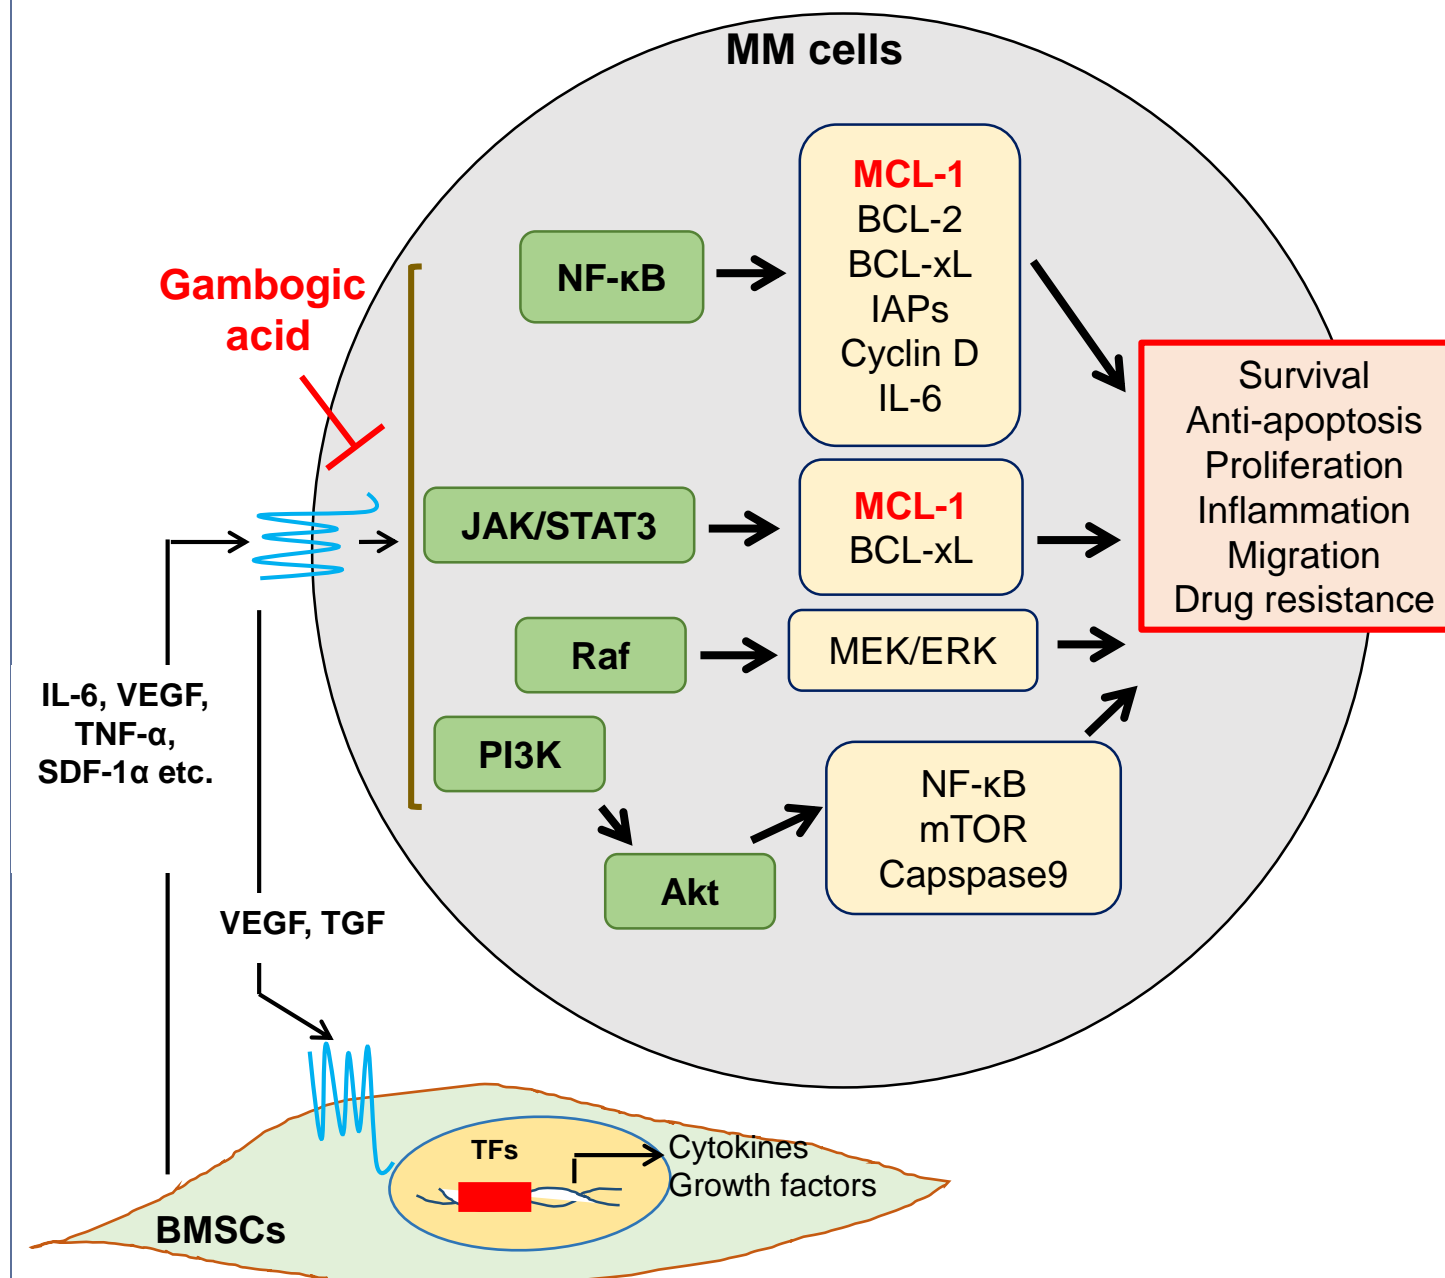 MM cells
MCL-1
BCL-2
BCL-xL
IAPs
Cyclin D
IL-6
NF-κB
Gambogic
acid
Survival
Anti-apoptosis
Proliferation
Inflammation
Migration
Drug resistance
JAK/STAT3
MCL-1
BCL-xL
Raf
MEK/ERK
IL-6, VEGF,
TNF-α,
SDF-1α etc.
PI3K
NF-κB
mTOR
Capspase9
Akt
VEGF, TGF
TFs
Cytokines
Growth factors
BMSCs